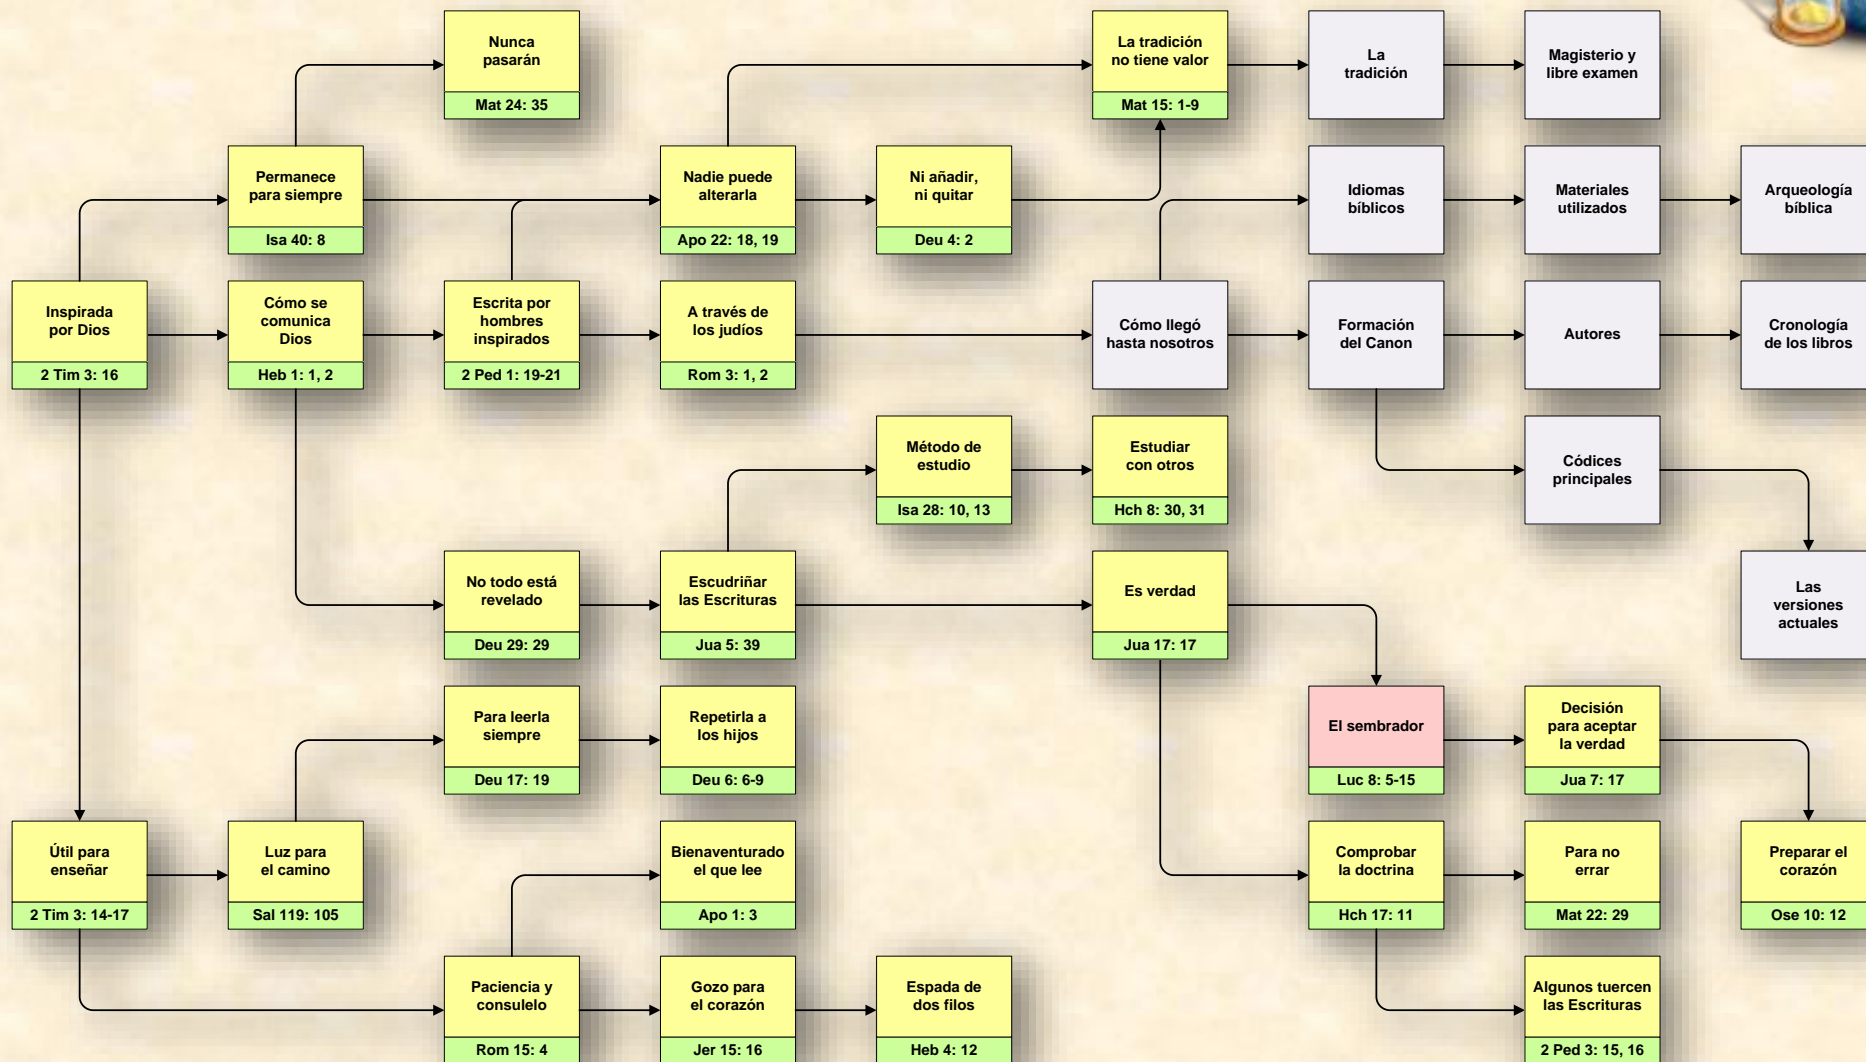 Nunca
pasarán
Mat 24: 35
La tradición
no tiene valor
Mat 15: 1-9
La
tradición
Magisterio y
libre examen
Permanece
para siempre
Isa 40: 8
Nadie puede
alterarla
Apo 22: 18, 19
Ni añadir,
ni quitar
Deu 4: 2
Idiomas
bíblicos
Materiales
utilizados
Arqueología
bíblica
Inspirada
por Dios
2 Tim 3: 16
Cómo se
comunica
Dios
Heb 1: 1, 2
Escrita por
hombres
inspirados
2 Ped 1: 19-21
A través de
los judíos
Rom 3: 1, 2
Cómo llegó
hasta nosotros
Formación
del Canon
Autores
Cronología
de los libros
Método de
estudio
Isa 28: 10, 13
Estudiar
con otros
Hch 8: 30, 31
Códices
principales
No todo está
revelado
Deu 29: 29
Escudriñar
las Escrituras
Jua 5: 39
Es verdad
Jua 17: 17
Las
versiones
actuales
Para leerla
siempre
Deu 17: 19
Repetirla a
los hijos
Deu 6: 6-9
El sembrador
Luc 8: 5-15
Decisión
para aceptar
la verdad
Jua 7: 17
Útil para
enseñar
2 Tim 3: 14-17
Luz para
el camino
Sal 119: 105
Bienaventurado
el que lee
Apo 1: 3
Comprobar
la doctrina
Hch 17: 11
Para no
errar
Mat 22: 29
Preparar el
corazón
Ose 10: 12
Paciencia y
consulelo
Rom 15: 4
Gozo para
el corazón
Jer 15: 16
Espada de
dos filos
Heb 4: 12
Algunos tuercen
las Escrituras
2 Ped 3: 15, 16